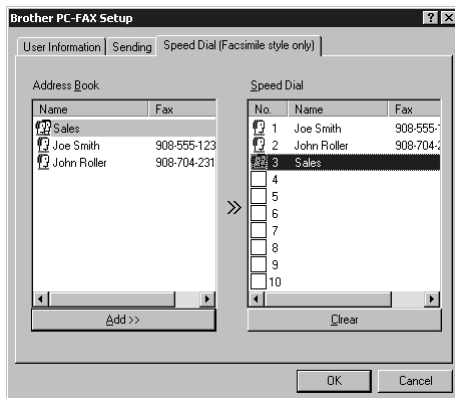 Brother PC-FAX Setup
User Information Sending Speed Dial (Facsimile style only)
Address Book
Name Fax
Sales
Joe Smith 908-555-123
John Roller 908-704-231
Add >>
>>
Speed Dial
No. Name Fax
1 Joe Smith 908-555-
2 John Roller 908-704-
3 Sales
4
5
6
7
8
9
10
Clrear
OK Cancel